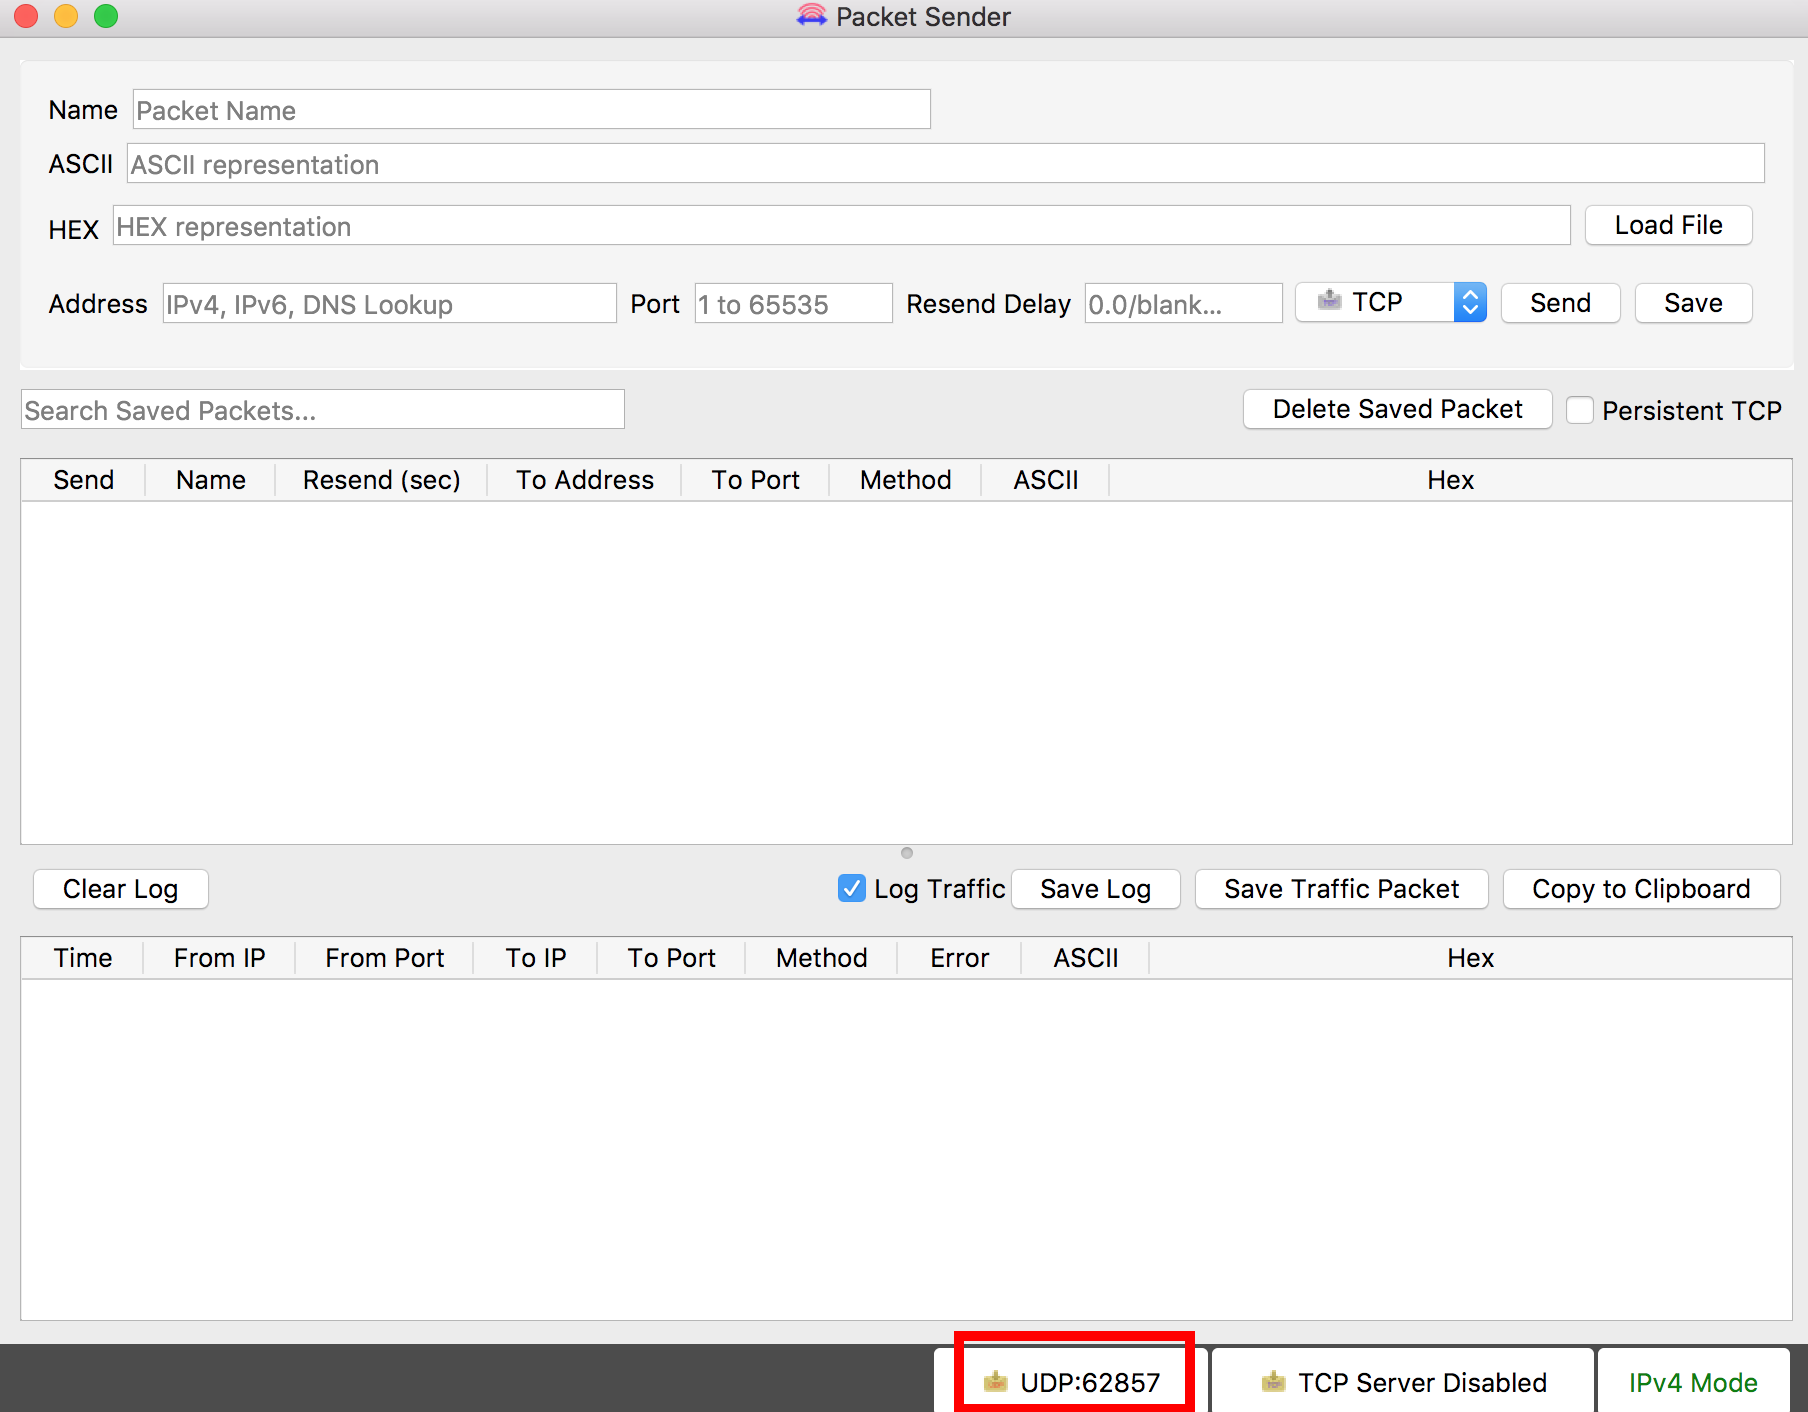 Packet Sender
Name Packet Name
ASCII ASCII representation
HEX HEX representation Load File
Address IPv4, IPv6, DNS Lookup Port 1 to 65535 Resend Delay 0.0/blank... TCP Send Save
Search Saved Packets... Delete Saved Packet Persistent TCP
Send Name Resend (sec) To Address To Port Method ASCII Hex
Clear Log Log Traffic Save Log Save Traffic Packet Copy to Clipboard
Time From IP From Port To IP To Port Method Error ASCII Hex
UDP:62857 TCP Server Disabled IPv4 Mode